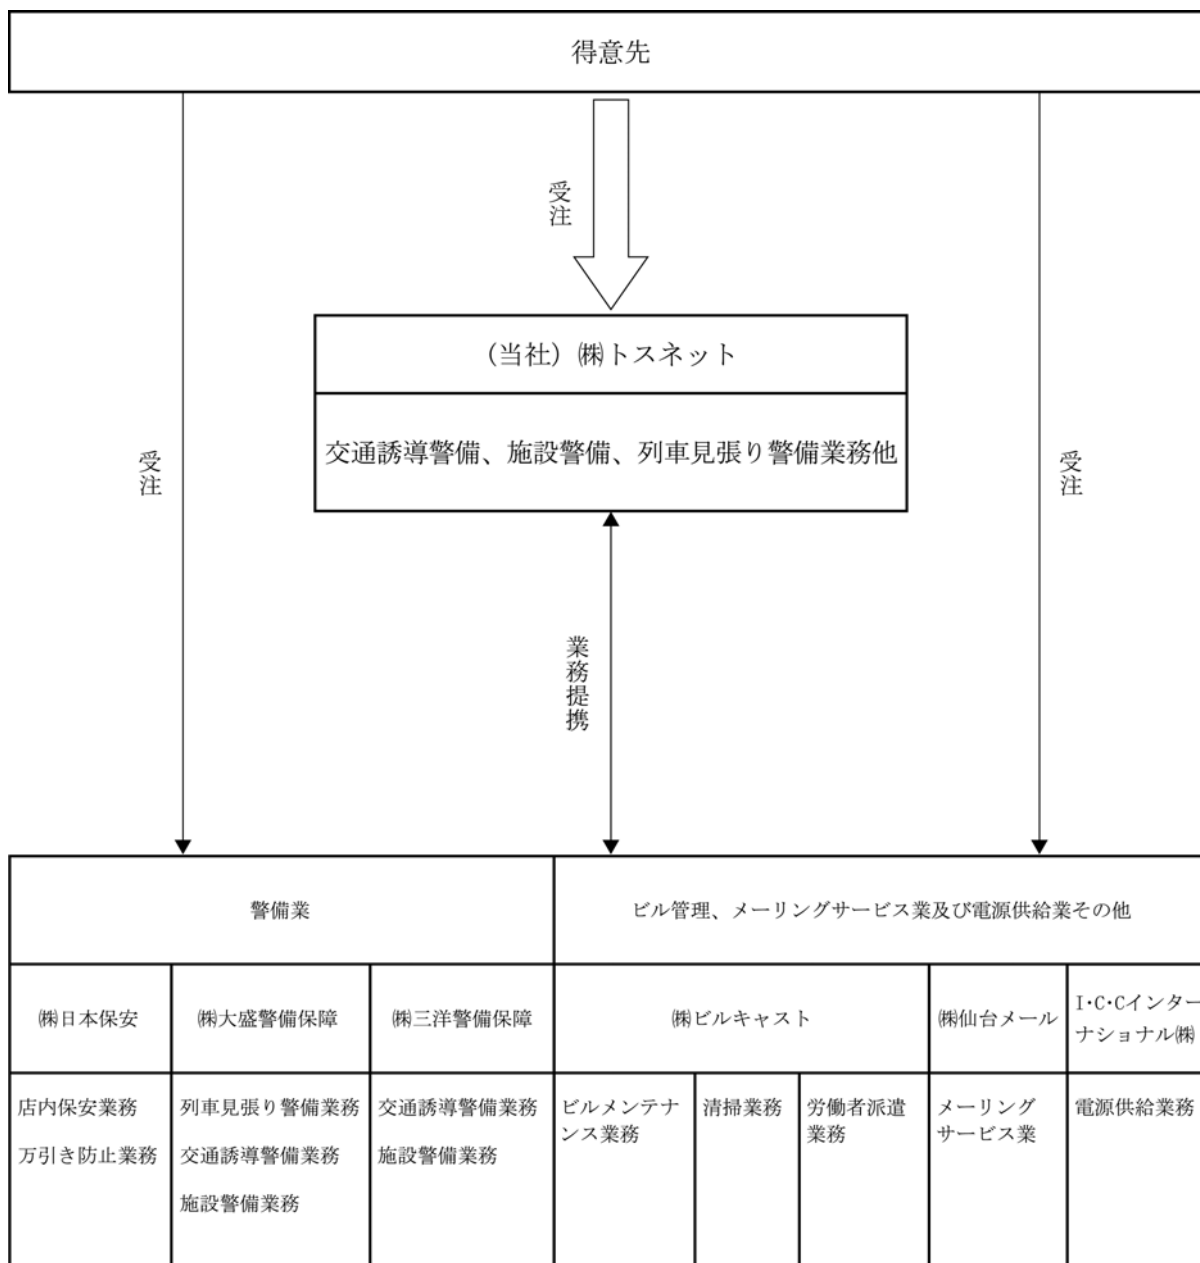 得意先
受注
(当社) ㈱トスネット
交通誘導警備、施設警備、列車見張り警備業務他
受注
受注
業務提携
警備業
ビル管理、メーリングサービス業及び電源供給業その他
㈱日本保安
㈱大盛警備保障
㈱三洋警備保障
㈱ビルキャスト
㈱仙台メール
I・C・Cインター
ナショナル㈱
店内保安業務
万引き防止業務
列車見張り警備業務
交通誘導警備業務
施設警備業務
交通誘導警備業務
施設警備業務
ビルメンテナ
ンス業務
清掃業務
労働者派遣
業務
メーリング
サービス業
電源供給業務